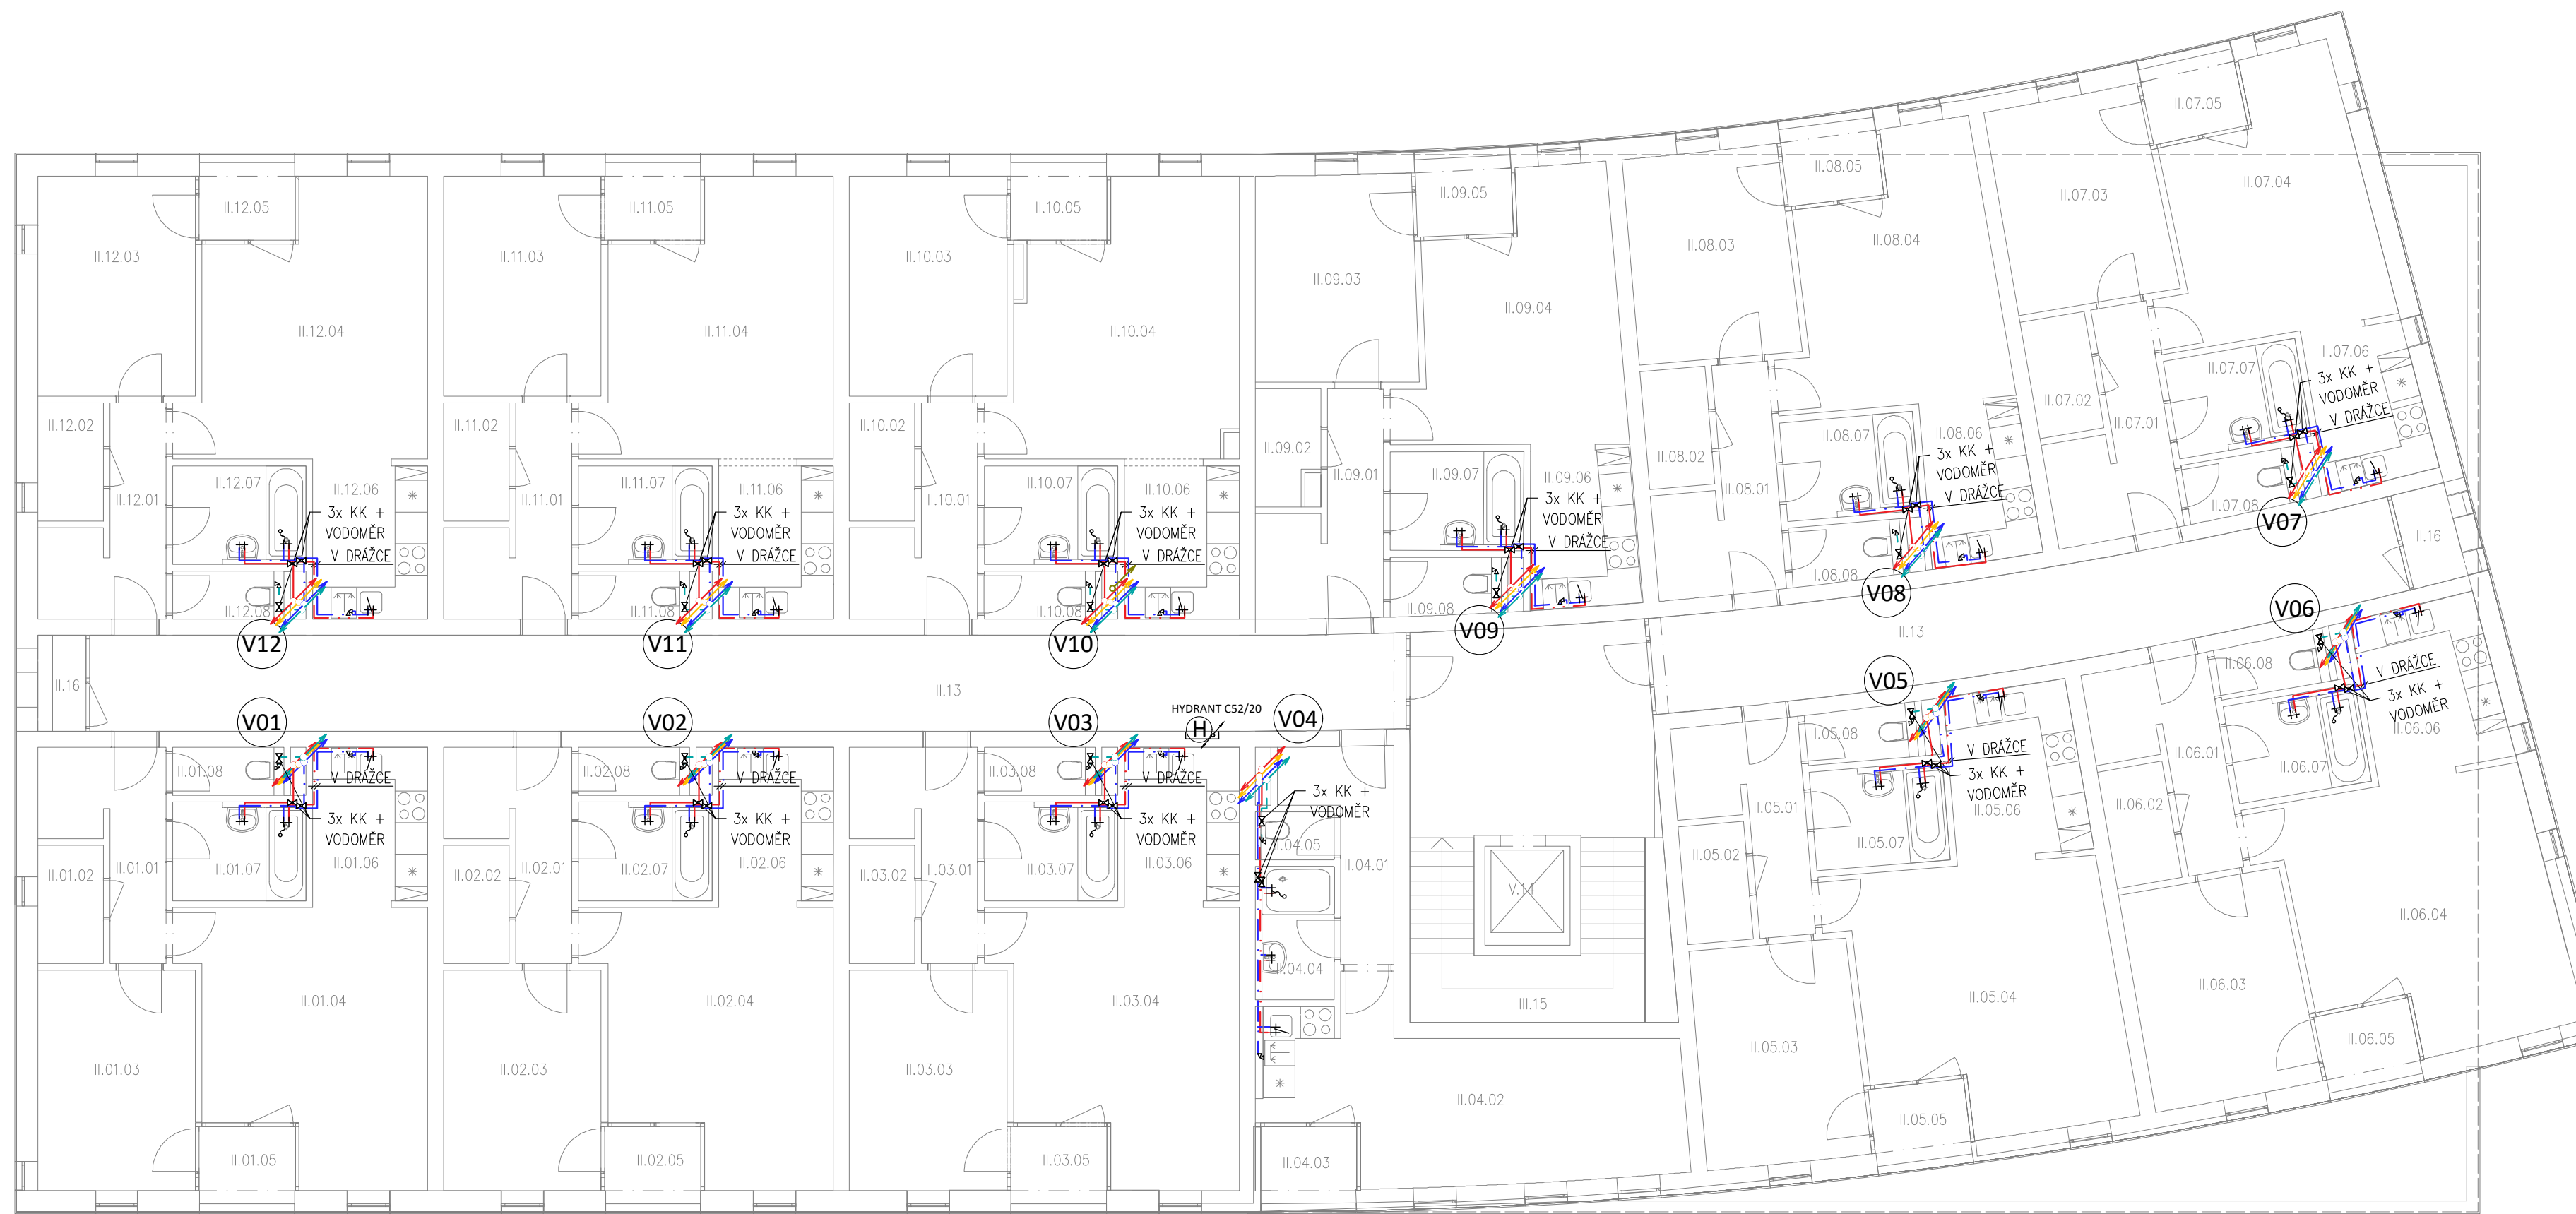 II.07.05
II.08.05
II.07.04
II.09.05
II.07.03
II.12.05
II.11.05
II.10.05
II.08.04
II.08.03
II.12.03
II.11.03
II.10.03
II.09.03
II.09.04
II.12.04
II.11.04
II.10.04
II.07.06
II.07.07
3x KK +
VODOMĚR
V DRÁŽCE
II.07.02
II.07.01
II.12.02
II.11.02
II.10.02
II.09.02
II.08.07
II.08.06
3x KK +
VODOMĚR
V DRÁŽCE
II.08.02
II.08.01
II.09.01
II.09.07
II.09.06
3x KK +
VODOMĚR
V DRÁŽCE
II.12.07
II.12.06
3x KK +
VODOMĚR
V DRÁŽCE
II.11.07
II.11.06
3x KK +
VODOMĚR
V DRÁŽCE
II.10.07
II.10.06
3x KK +
VODOMĚR
V DRÁŽCE
II.12.01
II.11.01
II.10.01
II.07.08
V07
II.16
II.08.08
V08
II.12.08
II.11.08
II.10.08
II.09.08
V12
V11
V10
V09
V06
II.13
II.06.08
V DRÁŽCE
3x KK +
VODOMĚR
II.06.06
II.16
II.13
V05
HYDRANT C52/20
H
V01
V02
V03
V04
II.05.08
V DRÁŽCE
3x KK +
VODOMĚR
II.05.06
II.06.01
II.06.07
II.01.08
V DRÁŽCE
II.02.08
V DRÁŽCE
II.03.08
V DRÁŽCE
3x KK +
VODOMĚR
II.06.02
3x KK +
VODOMĚR
II.01.06
3x KK +
VODOMĚR
II.02.06
3x KK +
VODOMĚR
II.03.06
II.05.01
II.05.07
II.04.05
II.04.01
II.05.02
II.01.02
II.01.01
II.01.07
II.02.02
II.02.01
II.02.07
II.03.02
II.03.01
II.03.07
V.14
II.06.04
II.04.04
II.06.03
II.01.04
II.02.04
II.03.04
III.15
II.05.04
II.06.05
II.05.03
II.01.03
II.02.03
II.03.03
II.04.02
II.05.05
II.01.05
II.02.05
II.03.05
II.04.03